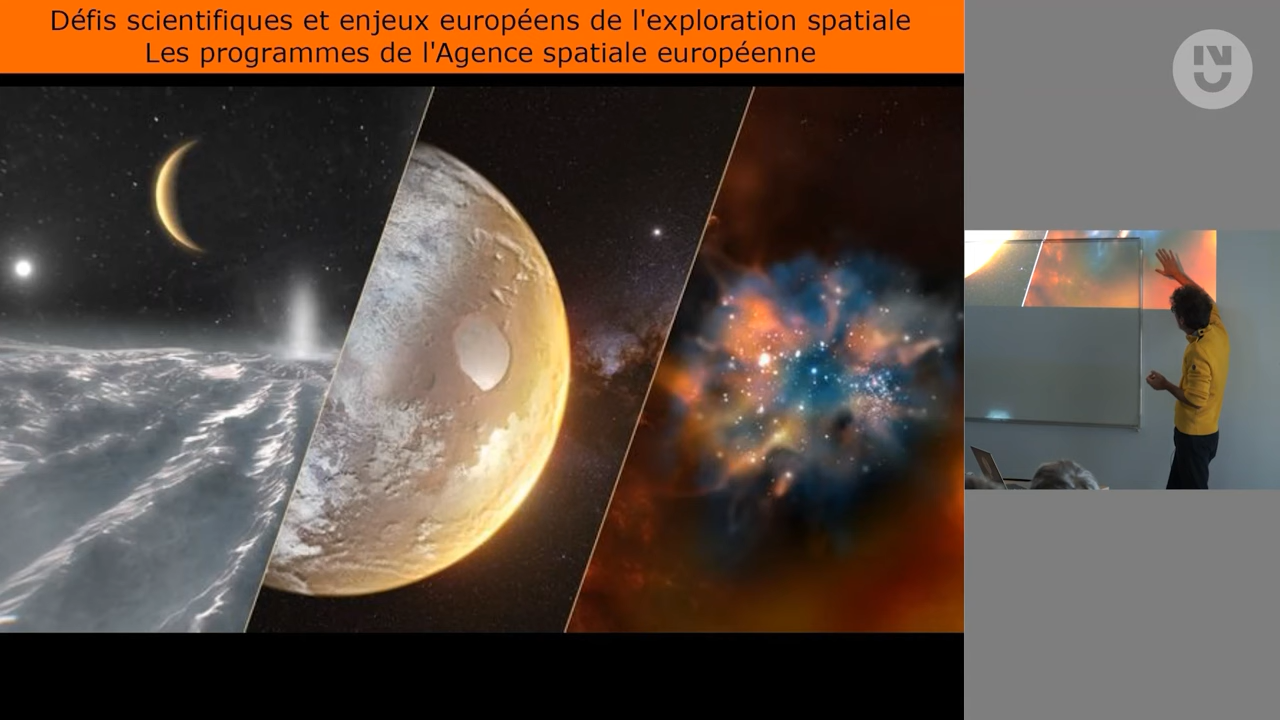 Défis scientifiques et enjeux européens de l'exploration spatiale
Les programmes de l'Agence spatiale européenne